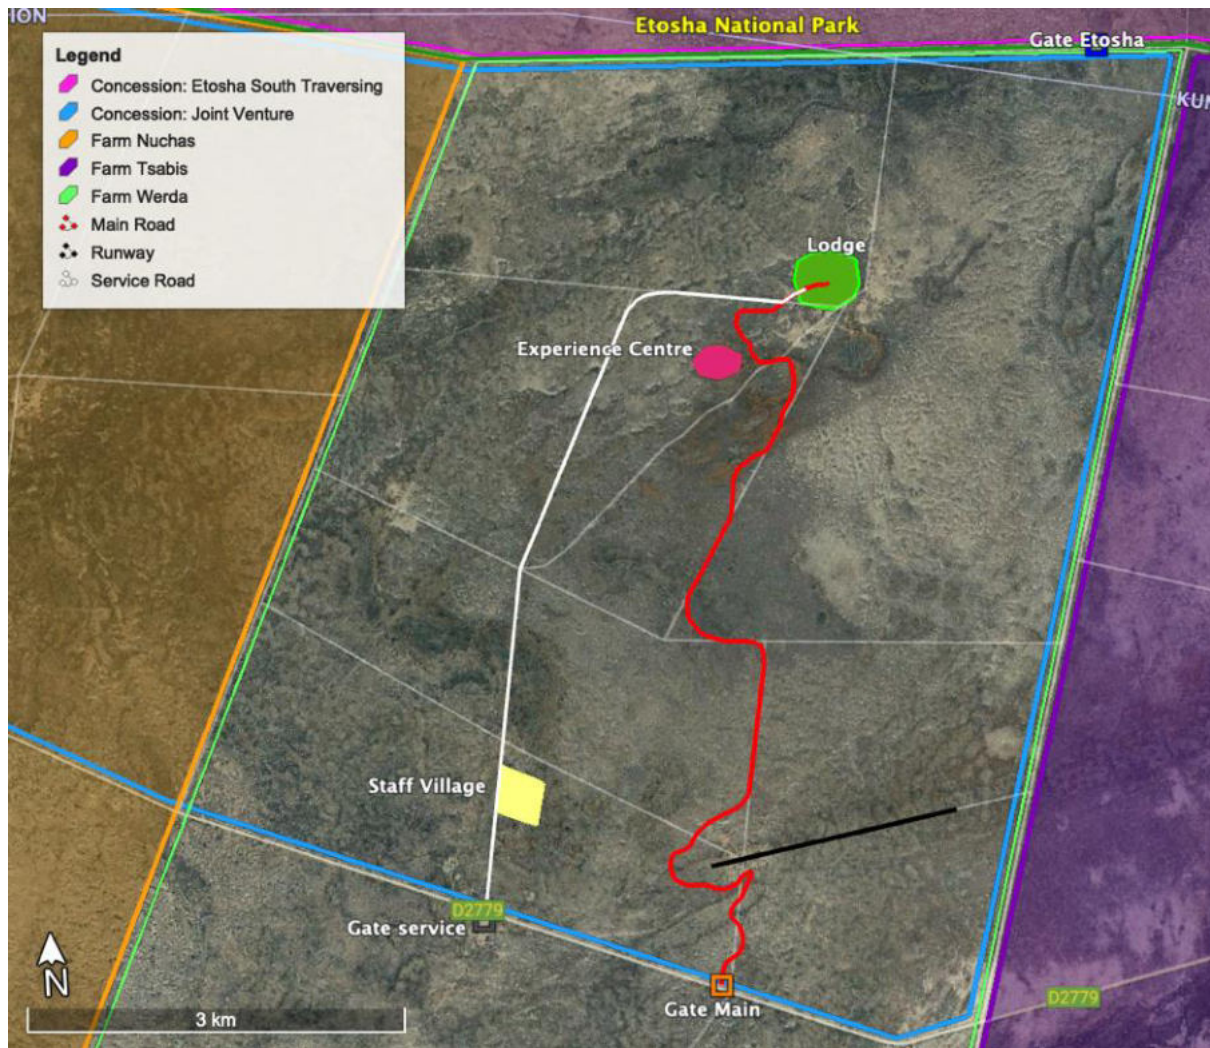 ION
Etosha National Park
Gate Etosha
Legend
Concession: Etosha South Traversing
Concession: Joint Venture
Farm Nuchas
Farm Tsabis
Farm Werda
Main Road
Runway
Service Road
KUN
Lodge
Experience Centre
Staff Village
D2779
Gate service
N
3 km
Gate Main
D2779